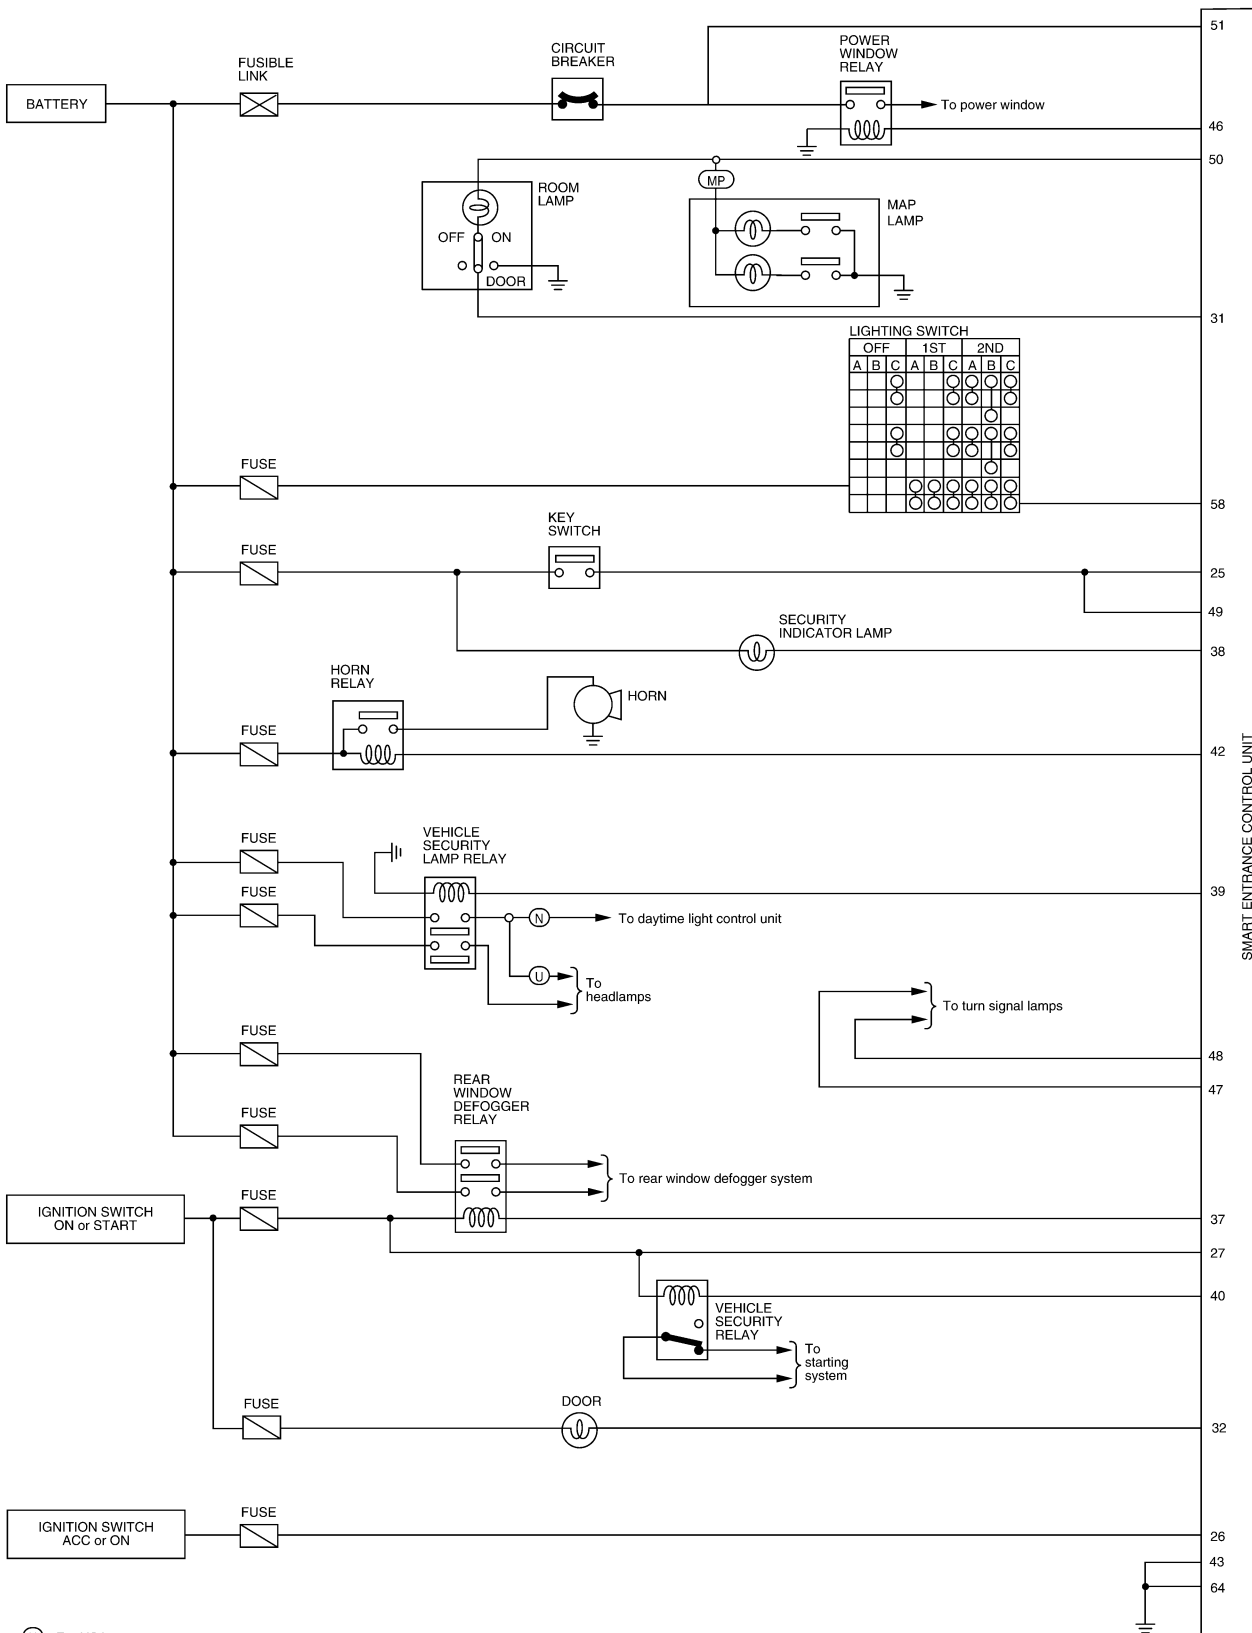 51
POWER
WINDOW
RELAY
CIRCUIT
BREAKER
FUSIBLE
LINK
BATTERY
To power window
46
50
MP
ROOM
LAMP
MAP
LAMP
OFF ON
DOOR
31
LIGHTING SWITCH
OFF 1ST 2ND
A B C A B C A B C
FUSE
58
KEY
SWITCH
FUSE
25
49
SECURITY
INDICATOR LAMP
38
HORN
RELAY
HORN
FUSE
42
SMART ENTRANCE CONTROL UNIT
VEHICLE
SECURITY
LAMP RELAY
FUSE
FUSE
39
N
To daytime light control unit
U
To
headlamps
To turn signal lamps
FUSE
48
47
REAR
WINDOW
DEFOGGER
RELAY
FUSE
To rear window defogger system
FUSE
IGNITION SWITCH
ON or START
37
27
40
VEHICLE
SECURITY
RELAY
To
starting
system
FUSE
DOOR
32
FUSE
IGNITION SWITCH
ACC or ON
26
43
64